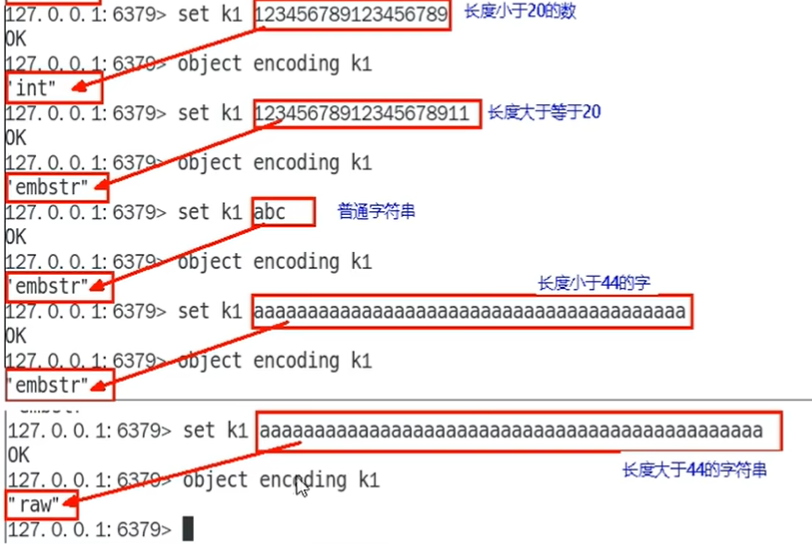 127.0.0.1:6379> set k1 123456789123456789 长度小于20的数
OK
127.0.0.1:6379> object encoding k1
"int"
127.0.0.1:6379> set k1 12345678912345678911 长度大于等于20
OK
127.0.0.1:6379> object encoding k1
"embstr"
127.0.0.1:6379> set k1 abc 普通字符串
OK
127.0.0.1:6379> object encoding k1
"embstr"
长度小于44的字
127.0.0.1:6379> set k1 aaaaaaaaaaaaaaaaaaaaaaaaaaaaaaaaaaaaaaaa
OK
127.0.0.1:6379> object encoding k1
"embstr"
127.0.0.1:6379> set k1 aaaaaaaaaaaaaaaaaaaaaaaaaaaaaaaaaaaaaaaaaaaaaa
OK
长度大于44的字符串
127.0.0.1:6379> object encoding k1
"raw"
127.0.0.1:6379>